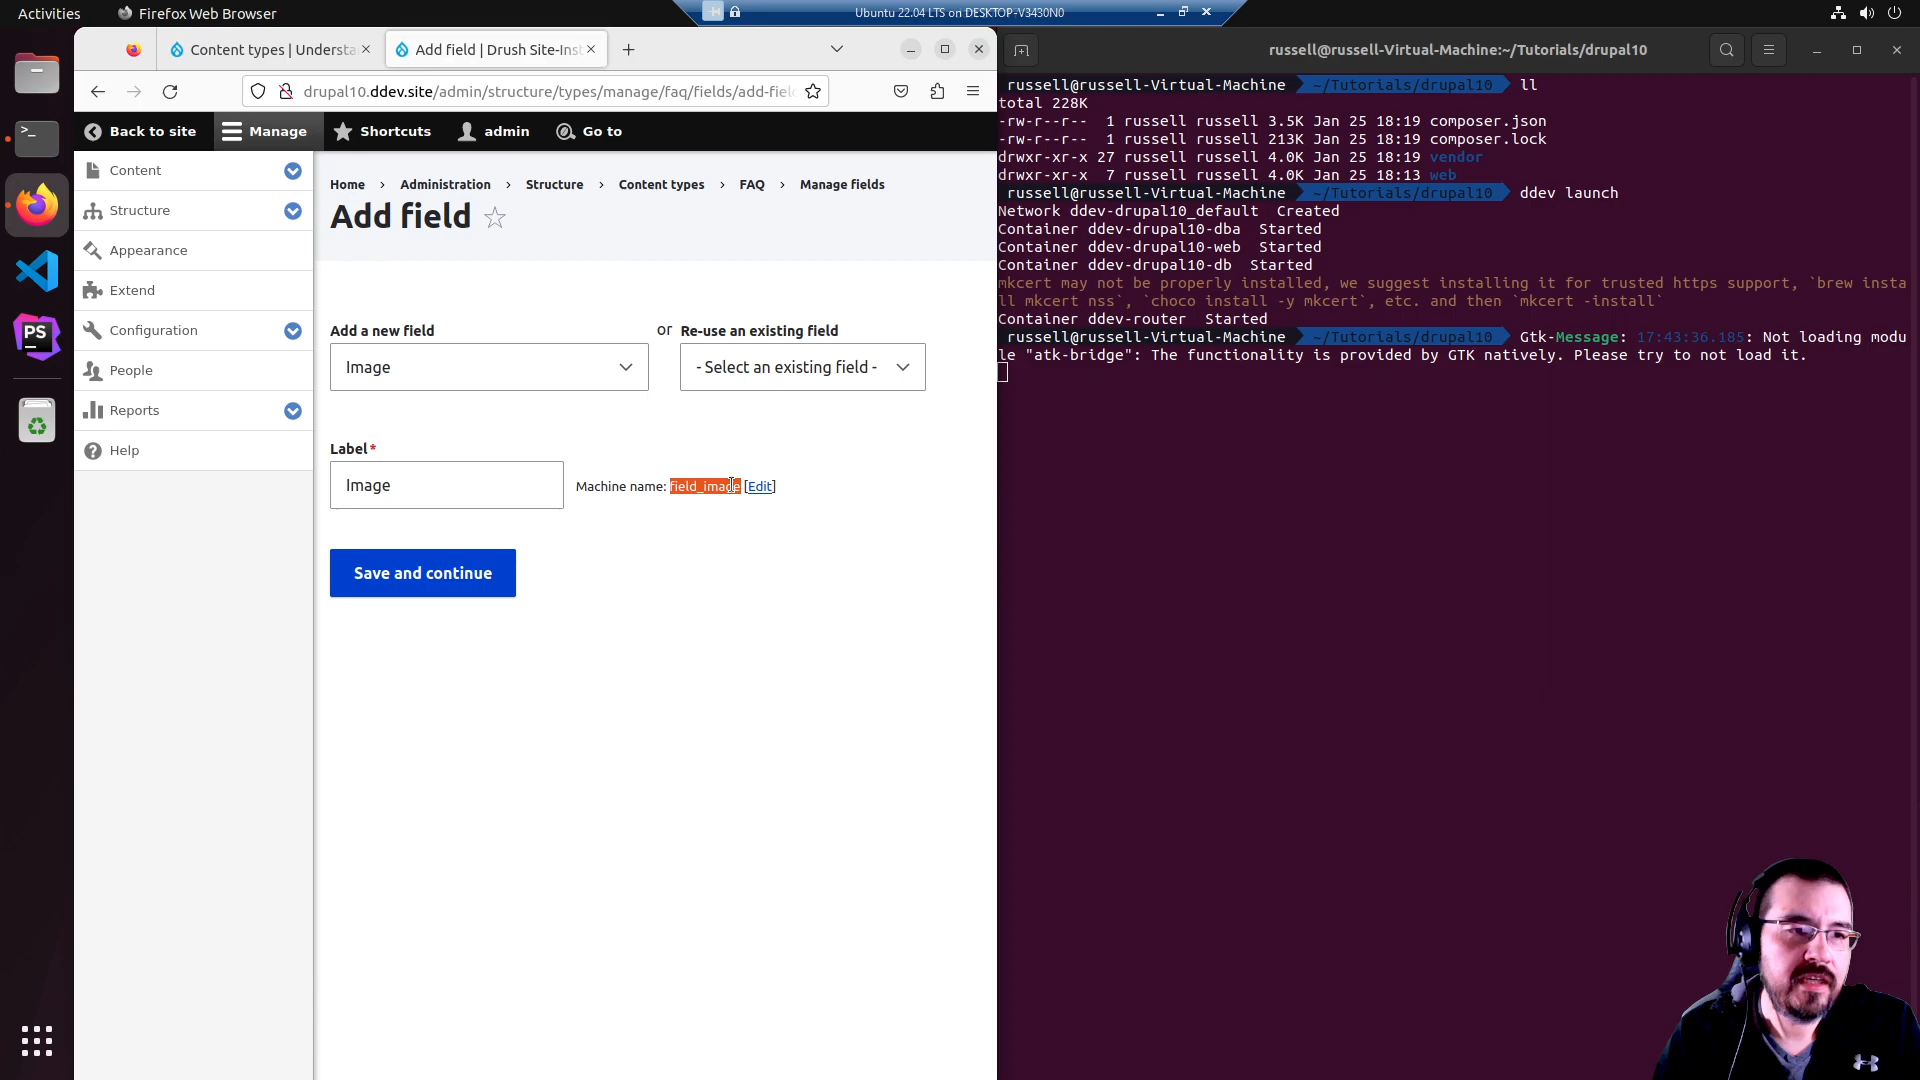 Activities
Firefox Web Browser
Ubuntu 22.04 LTS on DESKTOP-V3430N0
Content types | Understa
Add field | Drush Site-Inst
russell@russell-Virtual-Machine:~/Tutorials/drupal10
drupal10.ddev.site/admin/structure/types/manage/faq/fields/add-fiel
Back to site
Manage
Shortcuts
admin
Go to
Content
Structure
Appearance
Extend
Configuration
People
Reports
Help
Home > Administration > Structure > Content types > FAQ > Manage fields
Add field
Add a new field
or
Re-use an existing field
Image
- Select an existing field -
Label*
Image
Machine name: field_image [Edit]
Save and continue
russell@russell-Virtual-Machine ~/Tutorials/drupal10 ll
total 228K
-rw-r--r-- 1 russell russell 3.5K Jan 25 18:19 composer.json
-rw-r--r-- 1 russell russell 213K Jan 25 18:19 composer.lock
drwxr-xr-x 27 russell russell 4.0K Jan 25 18:19 vendor
drwxr-xr-x 7 russell russell 4.0K Jan 25 18:13 web
russell@russell-Virtual-Machine ~/Tutorials/drupal10 ddev launch
Network ddev-drupal10_default Created
Container ddev-drupal10-dba Started
Container ddev-drupal10-web Started
Container ddev-drupal10-db Started
mkcert may not be properly installed, we suggest installing it for trusted https support, `brew insta
ll mkcert nss`, `choco install -y mkcert`, etc. and then `mkcert -install`
Container ddev-router Started
russell@russell-Virtual-Machine ~/Tutorials/drupal10 Gtk-Message: 17:43:36.185: Not loading modu
le "atk-bridge": The functionality is provided by GTK natively. Please try to not load it.
PS